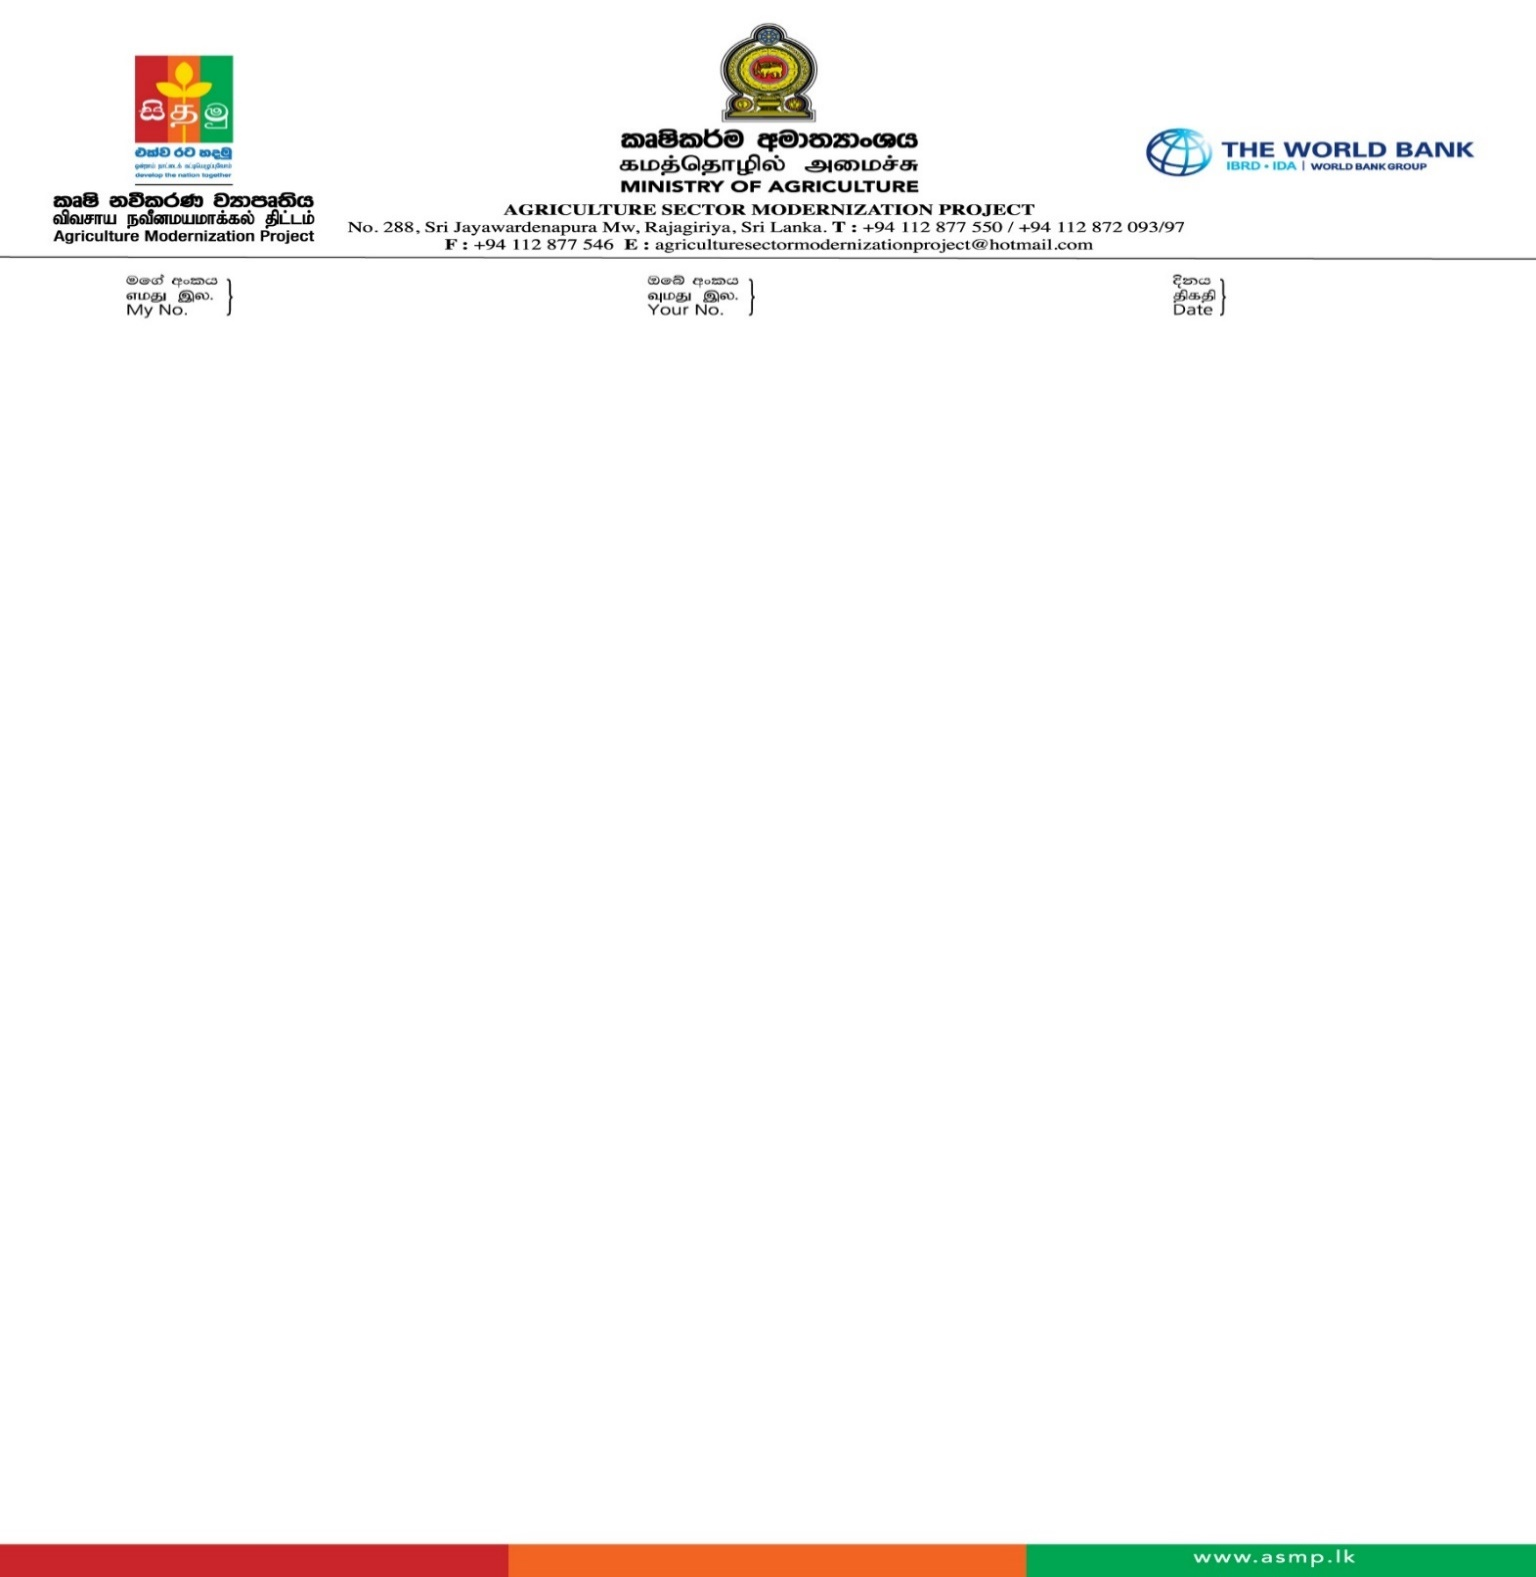 සිதமු
එක්ව රට හදමු
develop the nation together
කෘෂි නවීකරණ ව්‍යාපෘතිය
விவசாய நவீனமயமாக்கல் திட்டம்
Agriculture Modernization Project
කෘෂිකර්ම අමාත්‍යාංශය
கமத்தொழில் அமைச்சு
MINISTRY OF AGRICULTURE
THE WORLD BANK
IBRD • IDA | WORLD BANK GROUP
AGRICULTURE SECTOR MODERNIZATION PROJECT
No. 288, Sri Jayawardenapura Mw, Rajagiriya, Sri Lanka. T : +94 112 877 550 / +94 112 872 093/97
F : +94 112 877 546 E : agriculturesectormodernizationproject@hotmail.com
මගේ අංකය
எமது இல.
My No.
ඔබේ අංකය
வுமது இல.
Your No.
දිනය
திகதி
Date
www.asmp.lk